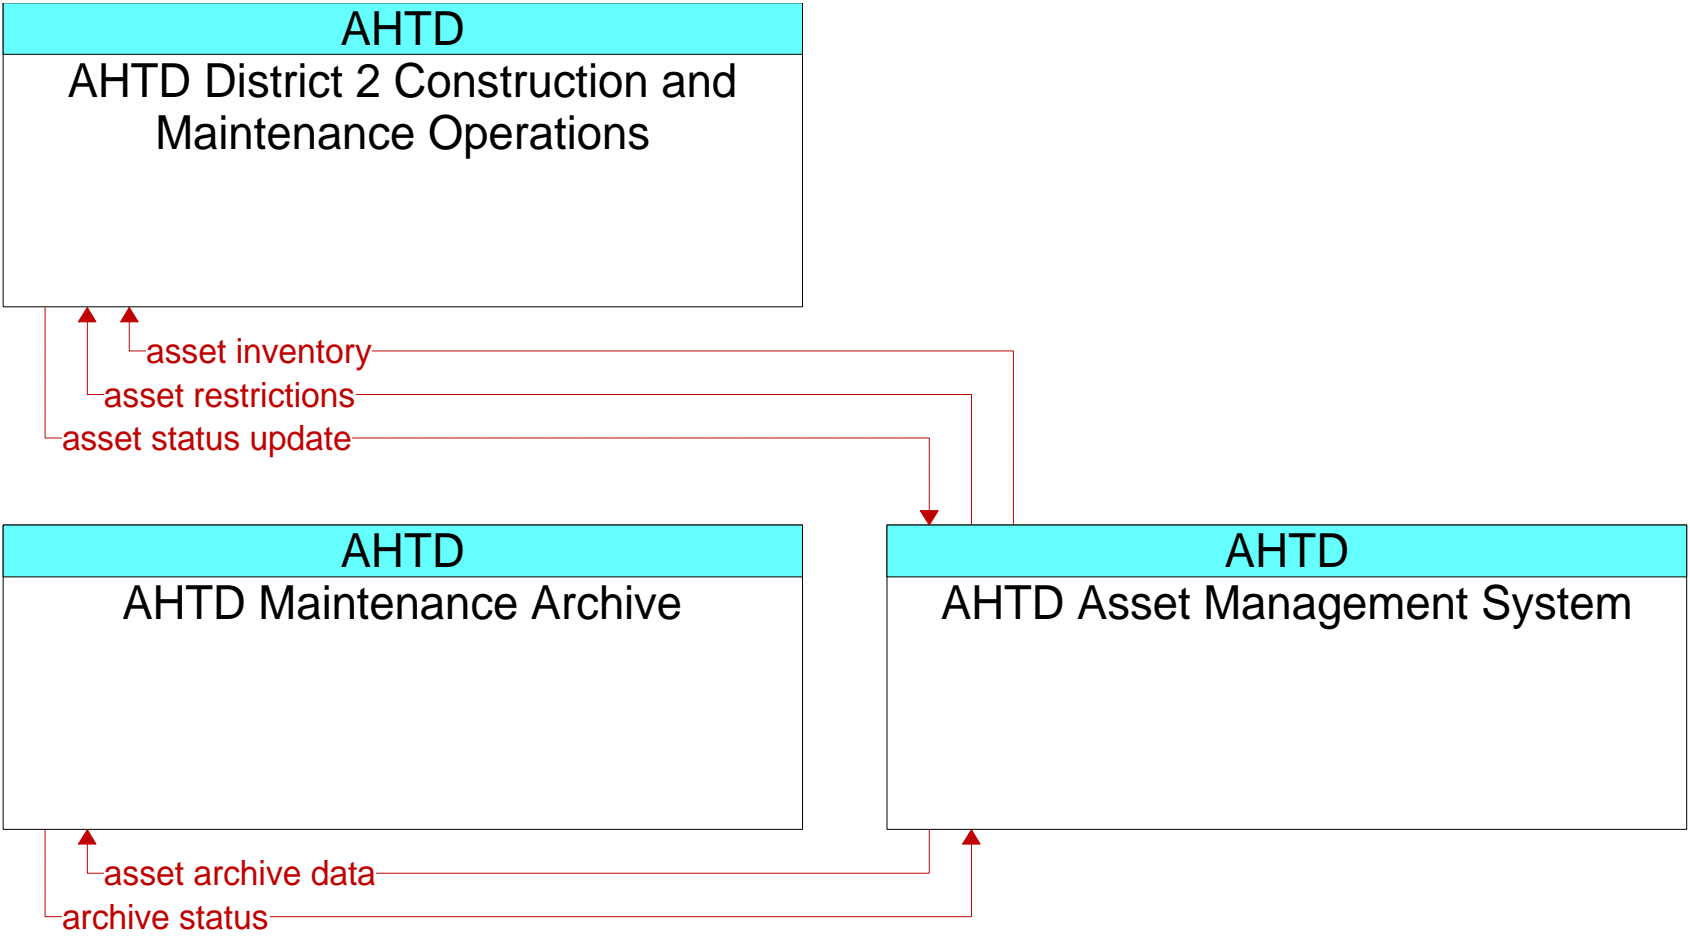 AHTD
AHTD District 2 Construction and
Maintenance Operations
asset inventory
asset restrictions
asset status update
AHTD
AHTD Maintenance Archive
AHTD
AHTD Asset Management System
asset archive data
archive status